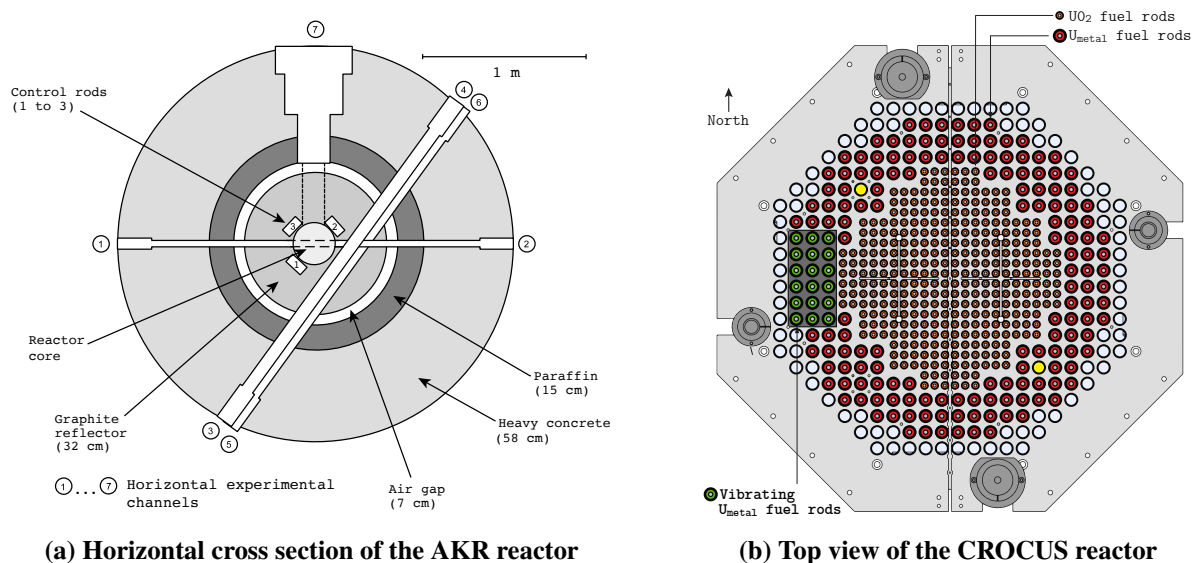 7
1 m
Control rods
(1 to 3)
4
6
3
2
1
1
2
Reactor
core
Graphite
reflector
(32 cm)
3
5
Paraffin
(15 cm)
Heavy concrete
(58 cm)
Air gap
(7 cm)
1 ... 7 Horizontal experimental
channels
(a) Horizontal cross section of the AKR reactor
UO2 fuel rods
Umetal fuel rods
North
Vibrating
Umetal fuel rods
(b) Top view of the CROCUS reactor